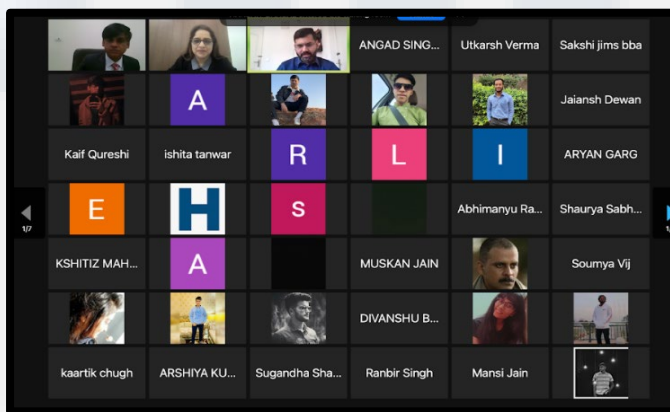 ANGAD SING... Utkarsh Verma Sakshi jims bba
A Jaiansh Dewan
Kaif Qureshi ishita tanwar R L I ARYAN GARG
E H s Abhimanyu Ra... Shaurya Sabh...
1/7
KSHITIZ MAH... A MUSKAN JAIN Soumya Vij
DIVANSHU B...
kaartik chugh ARSHIYA KU... Sugandha Sha... Ranbir Singh Mansi Jain